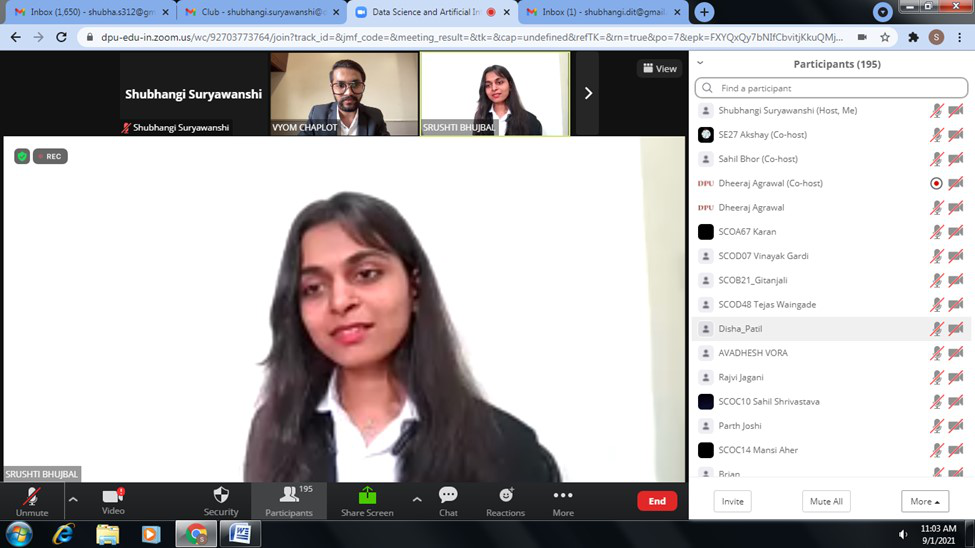 Inbox (1,650) - shubha.s312@gm
Club - shubhangi.suryawanshi@
Data Science and Artificial In
Inbox (1) - shubhangi.dit@gmail.
dpu-edu-in.zoom.us/wc/92703773764/join?track_id=&jmf_code=&meeting_result=&tk=&cap=undefined&refTK=&rn=true&po=7&epk=FXYQxQy7bNIfCbvitjKkuQMj...
S
Shubhangi Suryawanshi
Shubhangi Suryawanshi
VYOM CHAPLOT
SRUSHTI BHUJBAL
View
REC
SRUSHTI BHUJBAL
Participants (195)
Find a participant
Shubhangi Suryawanshi (Host, Me)
SE27 Akshay (Co-host)
Sahil Bhor (Co-host)
DPU Dheeraj Agrawal (Co-host)
DPU Dheeraj Agrawal
SCOA67 Karan
SCOD07 Vinayak Gardi
SCOB21_Gitanjali
SCOD48 Tejas Waingade
Disha_Patil
AVADHESH VORA
Rajvi Jagani
SCOC10 Sahil Shrivastava
Parth Joshi
SCOC14 Mansi Aher
Brian
Invite
Mute All
More
Unmute
Video
Security
195
Participants
Share Screen
Chat
Reactions
More
End
11:03 AM
9/1/2021